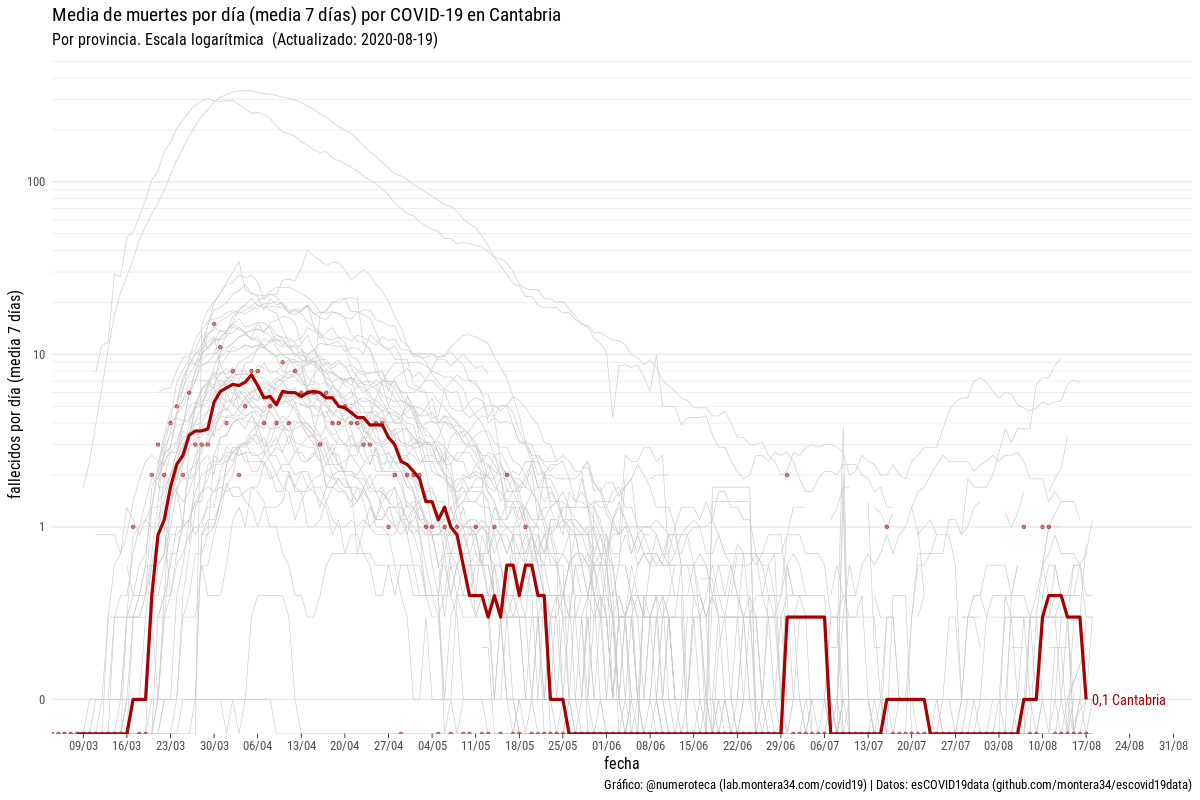 Media de muertes por día (media 7 días) por COVID-19 en Cantabria
Por provincia. Escala logarítmica  (Actualizado: 2020-08-19)
fallecidos por día (media 7 días)
100
10
1
0
0,1 Cantabria
09/03 16/03 23/03 30/03 6/04 13/04 20/04 27/04 4/05 11/05 18/05 25/05 01/06 08/06 15/06 22/06 29/06 06/07 13/07 20/07 27/07 03/08 10/08 17/08 24/08 31/08
fecha
Gráfico: @numeroteca (lab.montera34.com/covid19) | Datos: esCOVID19data (github.com/montera34/escovid19data)